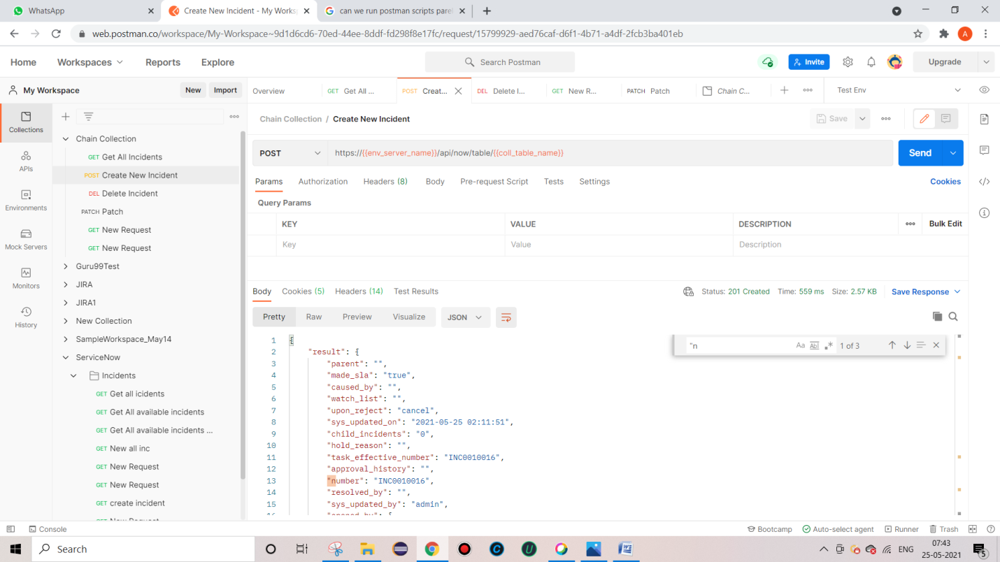 WhatsApp
Create New Incident - My Works
can we run postman scripts parel
web.postman.co/workspace/My-Workspace~9d1d6cd6-70ed-44ee-8ddf-fd298f8e17fc/request/15799929-aed76caf-d6f1-4b71-a4df-2fcb3ba401eb
A
Home Workspaces Reports Explore Search Postman Invite Upgrade
My Workspace New Import
Overview GET Get All ... POST Creat... DEL Delete I... GET New R... PATCH Patch Chain C... Test Env
Collections
APIs
Environments
Mock Servers
Monitors
History
Chain Collection
GET Get All Incidents
POST Create New Incident
DEL Delete Incident
PATCH Patch
GET New Request
GET New Request
Guru99Test
JIRA
JIRA1
New Collection
SampleWorkspace_May14
ServiceNow
Incidents
GET Get all icidents
GET Get All available incidents
GET Get All available incidents ...
GET New all inc
GET New Request
GET New Request
GET create incident
GET New Request
Chain Collection / Create New Incident Save
POST https://{{env_server_name}}/api/now/table/{{coll_table_name}} Send
Params Authorization Headers (8) Body Pre-request Script Tests Settings Cookies
Query Params
KEY VALUE DESCRIPTION Bulk Edit
Key Value Description
Body Cookies (5) Headers (14) Test Results Status: 201 Created Time: 559 ms Size: 2.57 KB Save Response
Pretty Raw Preview Visualize JSON
"n Aa Abl .* 1 of 3
1 {
2 "result": {
3 "parent": "",
4 "made_sla": "true",
5 "caused_by": "",
6 "watch_list": "",
7 "upon_reject": "cancel",
8 "sys_updated_on": "2021-05-25 02:11:51",
9 "child_incidents": "0",
10 "hold_reason": "",
11 "task_effective_number": "INC0010016",
12 "approval_history": "",
13 "number": "INC0010016",
14 "resolved_by": "",
15 "sys_updated_by": "admin",
16 "opened_by": {
Console Bootcamp Auto-select agent Runner Trash
Search
ENG
07:43
25-05-2021
5